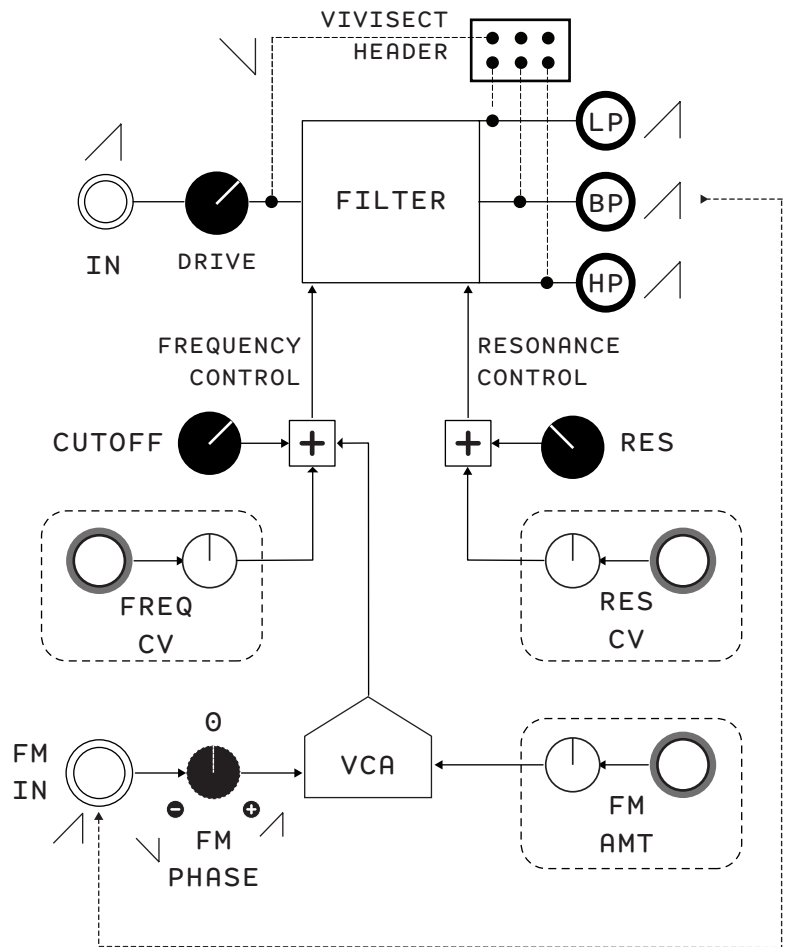 VIVISECT
HEADER
LP
FILTER
BP
IN
DRIVE
HP
FREQUENCY
CONTROL
RESONANCE
CONTROL
CUTOFF
+
+
RES
FREQ
CV
RES
CV
0
FM
IN
VCA
− +
FM
PHASE
FM
AMT